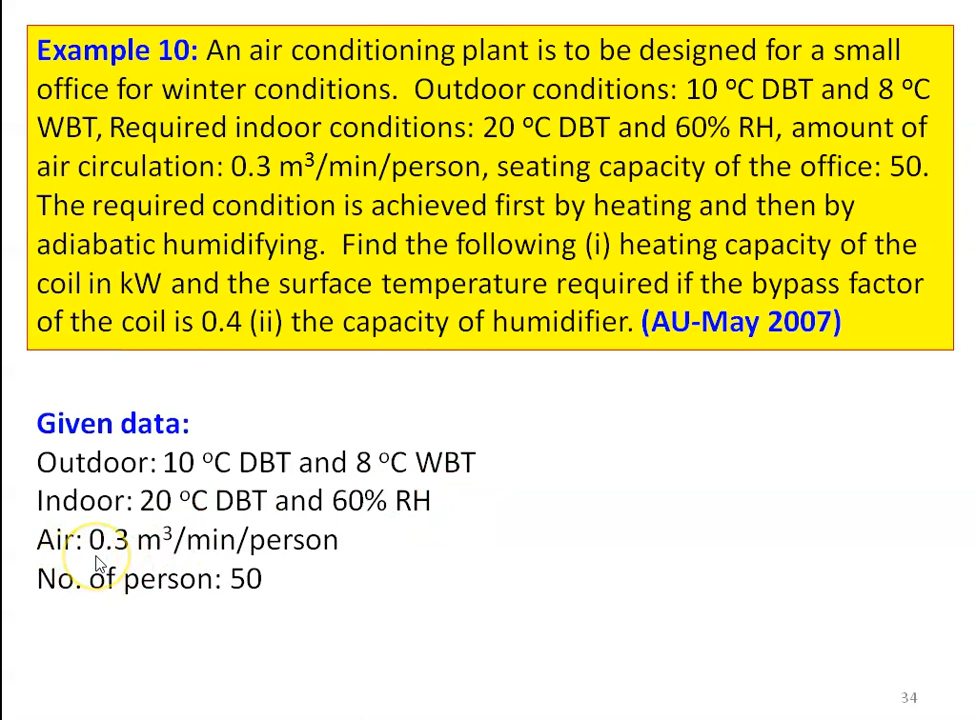 Example 10: An air conditioning plant is to be designed for a small
office for winter conditions. Outdoor conditions: 10 ºC DBT and 8 ºC
WBT, Required indoor conditions: 20 ºC DBT and 60% RH, amount of
air circulation: 0.3 m³/min/person, seating capacity of the office: 50.
The required condition is achieved first by heating and then by
adiabatic humidifying. Find the following (i) heating capacity of the
coil in kW and the surface temperature required if the bypass factor
of the coil is 0.4 (ii) the capacity of humidifier. (AU-May 2007)
Given data:
Outdoor: 10 ºC DBT and 8 ºC WBT
Indoor: 20 ºC DBT and 60% RH
Air: 0.3 m³/min/person
No. of person: 50
34